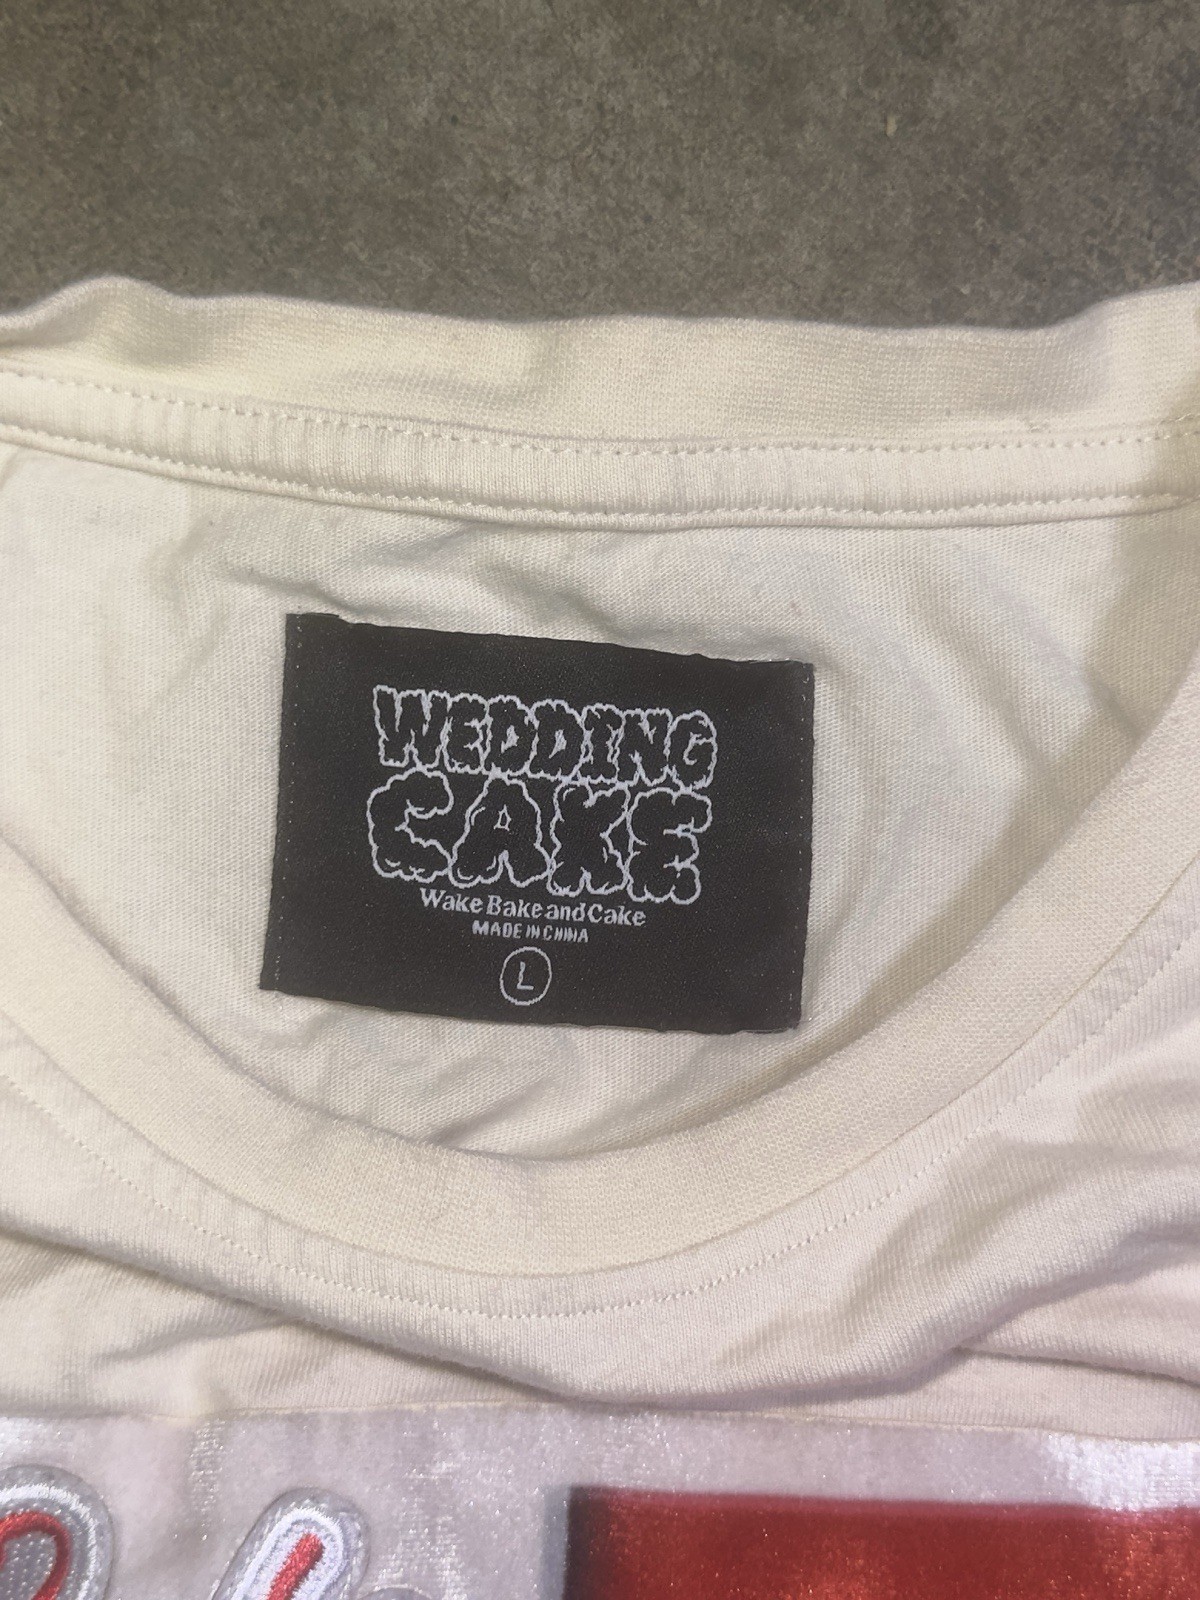 WEDDING
CAKE
Wake Bake and Cake
MADE IN CHINA
L